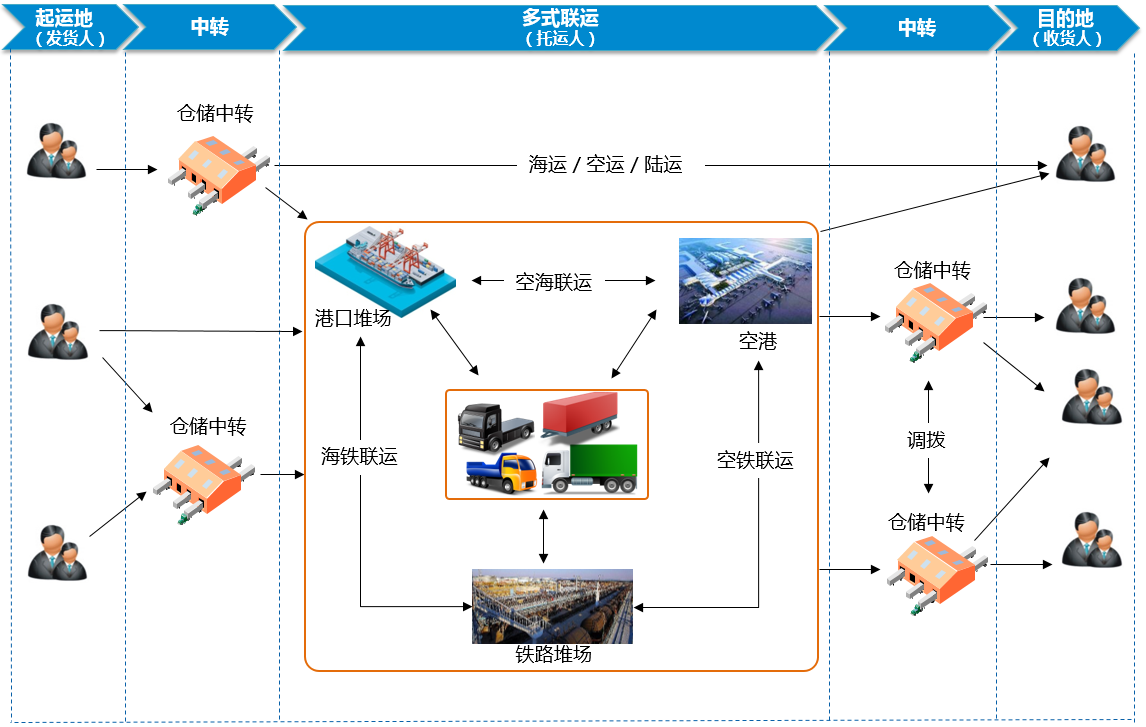 起运地
（发货人）
中转
多式联运
（托运人）
中转
目的地
（收货人）
仓储中转
海运 / 空运 / 陆运
仓储中转
空海联运
港口堆场
空港
仓储中转
海铁联运
空铁联运
调拨
仓储中转
铁路堆场